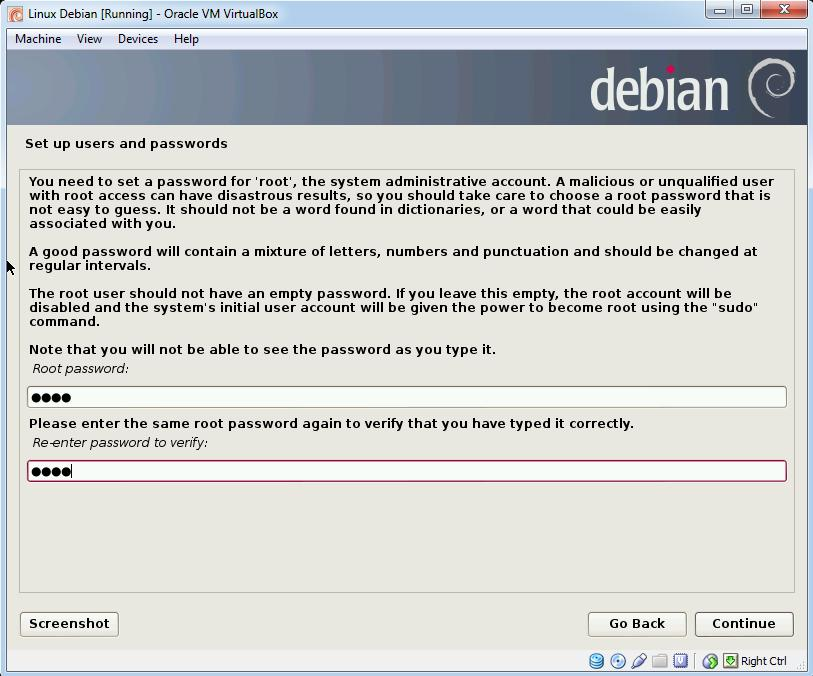 Linux Debian [Running] - Oracle VM VirtualBox
Machine View Devices Help
debian
Set up users and passwords
You need to set a password for 'root', the system administrative account. A malicious or unqualified user
with root access can have disastrous results, so you should take care to choose a root password that is
not easy to guess. It should not be a word found in dictionaries, or a word that could be easily
associated with you.
A good password will contain a mixture of letters, numbers and punctuation and should be changed at
regular intervals.
The root user should not have an empty password. If you leave this empty, the root account will be
disabled and the system's initial user account will be given the power to become root using the "sudo"
command.
Note that you will not be able to see the password as you type it.
Root password:
●●●●
Please enter the same root password again to verify that you have typed it correctly.
Re-enter password to verify:
●●●●
Screenshot Go Back Continue
Right Ctrl